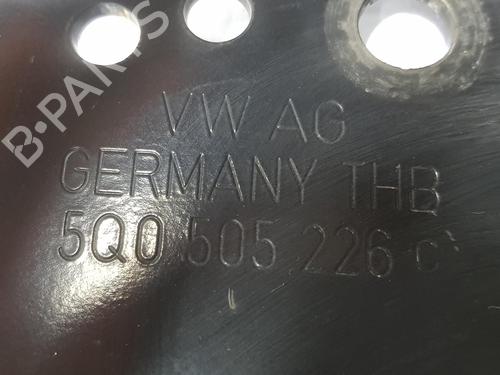 B-PARTS
VW AG
GERMANY THB
5Q0 505 226 C